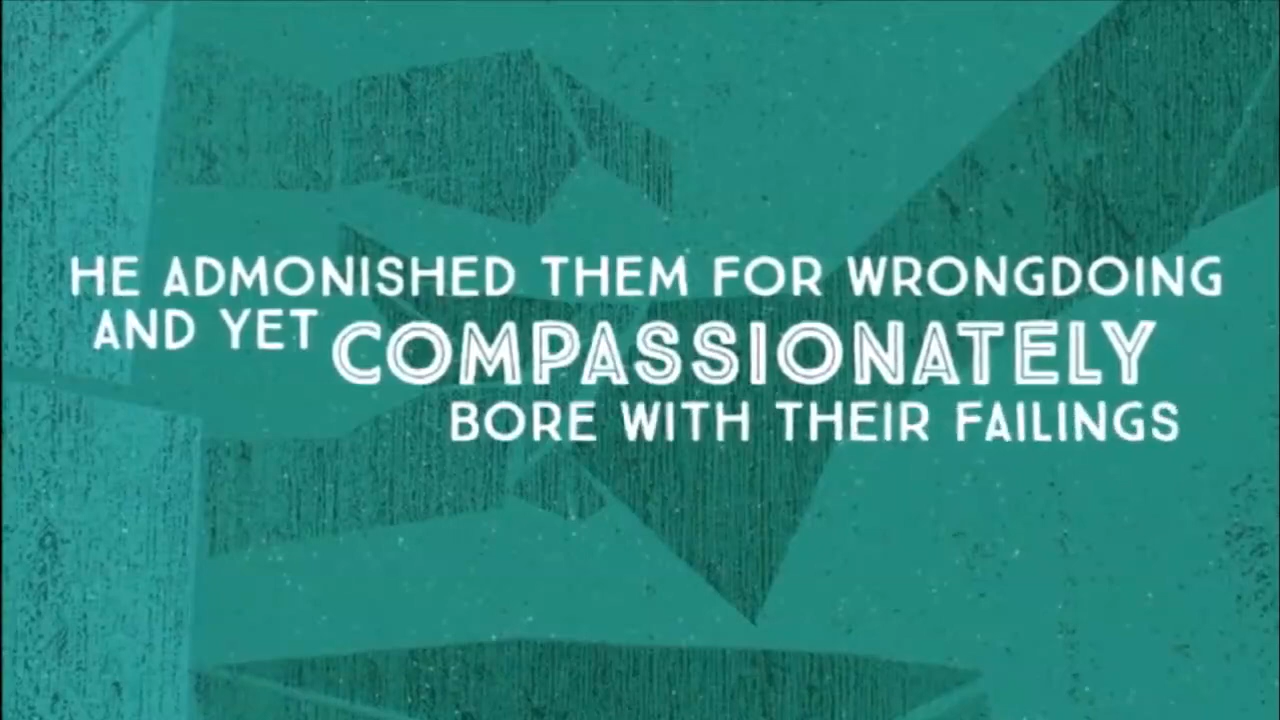 HE ADMONISHED THEM FOR WRONGDOING
AND YET COMPASSIONATELY
BORE WITH THEIR FAILINGS